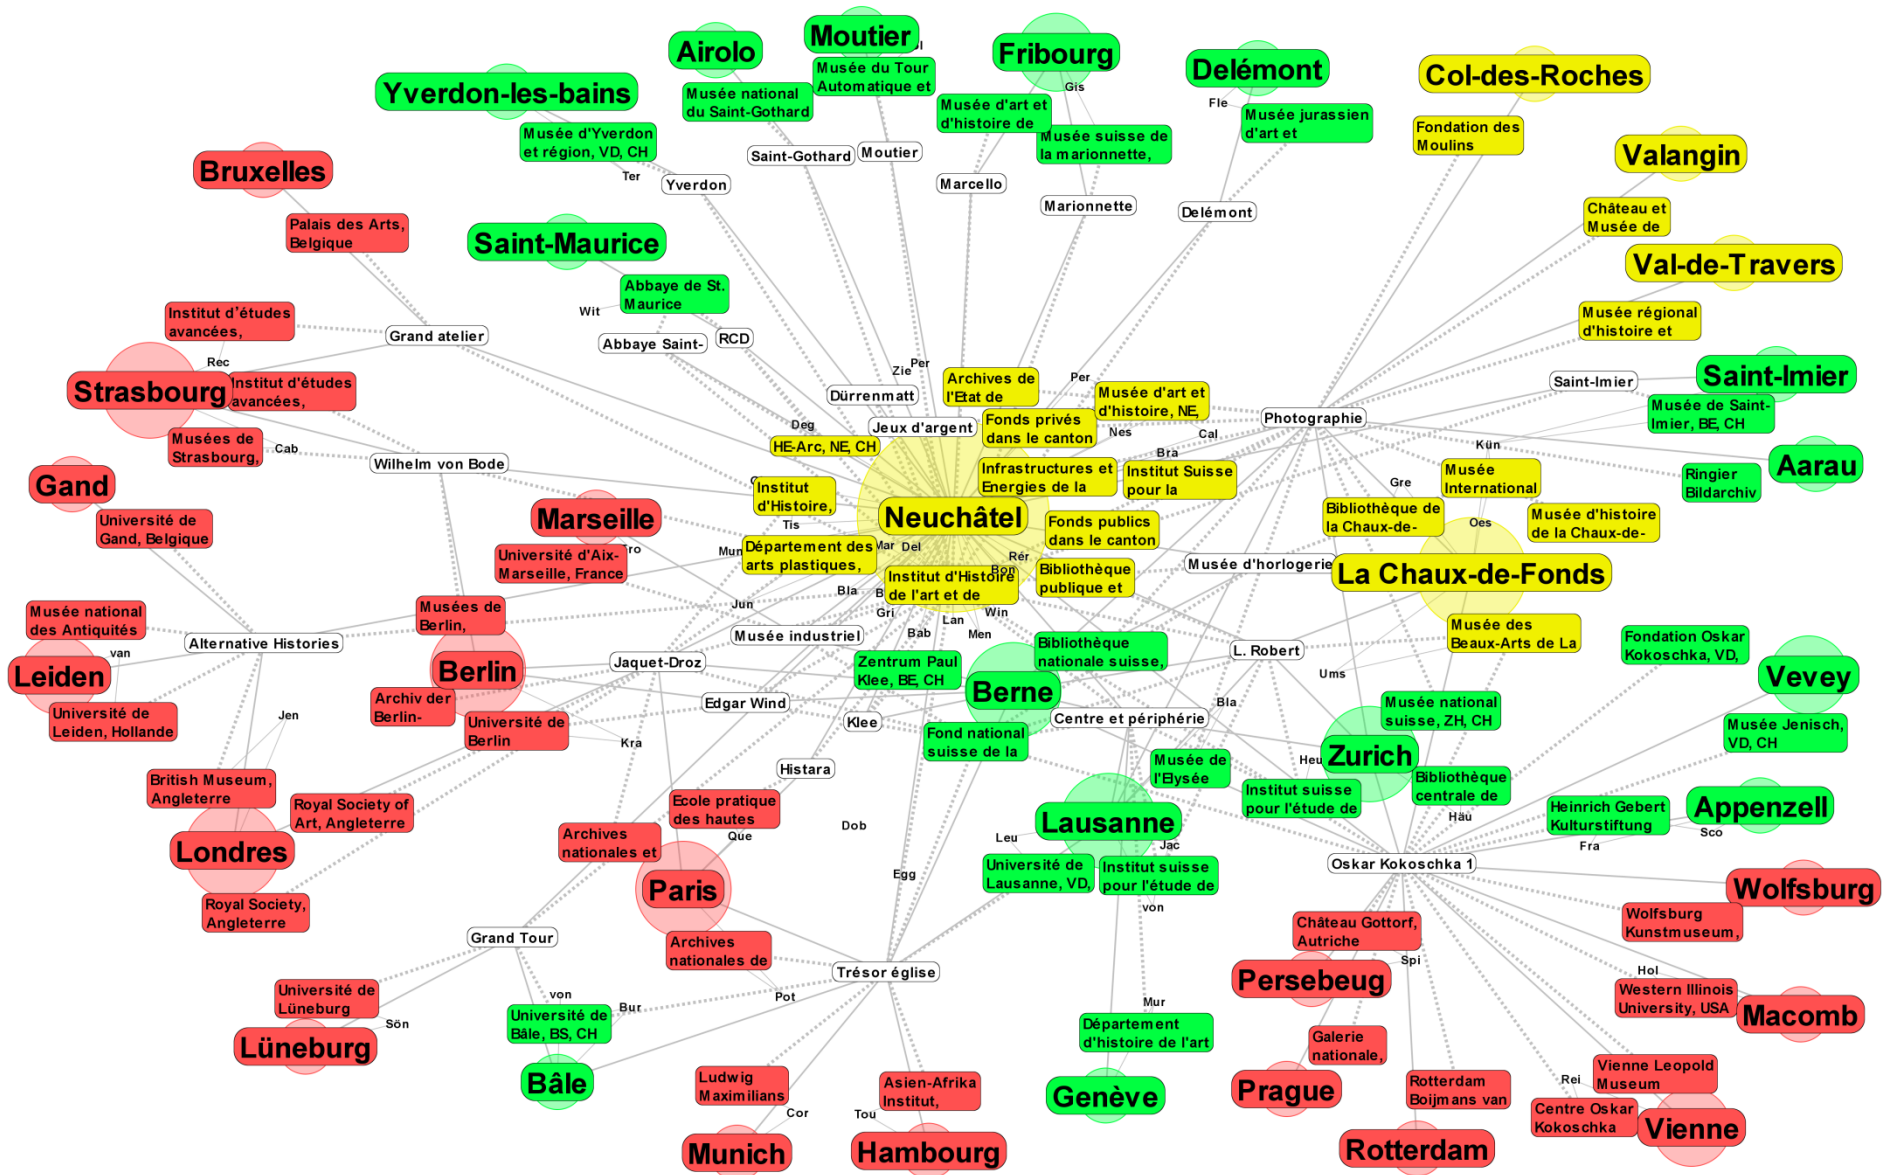 Airolo
Moutier
Fribourg
Delémont
Col-des-Roches
Yverdon-les-bains
Musée national
du Saint-Gothard
Musée du Tour
Automatique et
Musée d'art et
d'histoire de
Gis
Musée suisse de
la marionnette,
Fle
Musée jurassien
d'art et
Fondation des
Moulins
Valangin
Musée d'Yverdon
et région, VD, CH
Ter
Yverdon
Saint-Gothard
Moutier
Marcello
Marionnette
Delémont
Bruxelles
Palais des Arts,
Belgique
Saint-Maurice
Château et
Musée de
Val-de-Travers
Abbaye de St.
Maurice
Wit
Abbaye Saint-
RCD
Institut d'études
avancées,
Grand atelier
Musée régional
d'histoire et
Rec
Strasbourg
Institut d'études
avancées,
Musées de
Strasbourg,
Cab
Wilhelm von Bode
Zie
Per
Dürrenmatt
Jeux d'argent
Deg
HE-Arc, NE, CH
Archives de
l'Etat de
Per
Musée d'art et
d'histoire, NE,
Fonds privés
dans le canton
Nes
Cal
Bra
Photographie
Saint-Imier
Saint-Imier
Musée de Saint-
Imier, BE, CH
Kün
Aarau
Ringier
Bildarchiv
Gand
Université de
Gand, Belgique
Marseille
Université d'Aix-
Marseille, France
Institut
d'Histoire,
Tis
Mun
Département des
arts plastiques,
Mar
Del
Neuchâtel
Infrastructures et
Energies de la
Institut Suisse
pour la
Fonds publics
dans le canton
Rér
Bon
Bibliothèque
publique et
Institut d'Histoire
de l'art et de
Musée
International
Gre
Bibliothèque de
la Chaux-de-
Oes
Musée d'histoire
de la Chaux-de-
Musée d'horlogerie
La Chaux-de-Fonds
Musée national
des Antiquités
van
Alternative Histories
Leiden
Université de
Leiden, Hollande
Jen
Musées de
Berlin,
Berlin
Archiv der
Berlin-
Université de
Berlin
Kra
Jun
Bla
Gri
Bab
Lan
Men
Win
Musée industriel
Jaquet-Droz
Edgar Wind
Klee
Zentrum Paul
Klee, BE, CH
Berne
Bibliothèque
nationale suisse,
Fond national
suisse de la
Centre et périphérie
L. Robert
Bla
Ums
Musée des
Beaux-Arts de La
Fondation Oskar
Kokoschka, VD,
Vevey
Musée Jenisch,
VD, CH
Musée national
suisse, ZH, CH
Zurich
Heu
Institut suisse
pour l'étude de
Bibliothèque
centrale de
Häu
Musée de
l'Elysée
British Museum,
Angleterre
Royal Society of
Art, Angleterre
Londres
Royal Society,
Angleterre
Histara
Ecole pratique
des hautes
Que
Archives
nationales et
Paris
Archives
nationales de
Pot
Dob
Egg
Lausanne
Leu
Université de
Lausanne, VD,
Jac
Institut suisse
pour l'étude de
von
Heinrich Gebert
Kulturstiftung
Appenzell
Sco
Fra
Oskar Kokoschka 1
Wolfsburg
Wolfsburg
Kunstmuseum,
Château Gottorf,
Autriche
Spi
Persebeug
Hol
Western Illinois
University, USA
Macomb
Grand Tour
Trésor église
Université de
Lüneburg
Sön
Lüneburg
von
Bur
Université de
Bâle, BS, CH
Bâle
Mur
Département
d'histoire de l'art
Genève
Galerie
nationale,
Prague
Rotterdam
Boijmans van
Rotterdam
Vienne Leopold
Museum
Rei
Centre Oskar
Kokoschka
Vienne
Ludwig
Maximilians
Cor
Munich
Asien-Afrika
Institut,
Tou
Hambourg